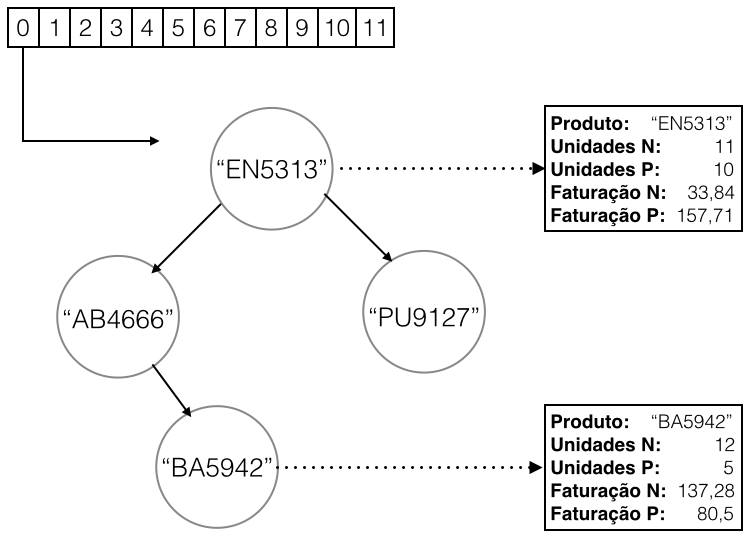 0 1 2 3 4 5 6 7 8 9 10 11
“EN5313”
Produto: “EN5313”
Unidades N: 11
Unidades P: 10
Faturação N: 33,84
Faturação P: 157,71
“AB4666”
“PU9127”
“BA5942”
Produto: “BA5942”
Unidades N: 12
Unidades P: 5
Faturação N: 137,28
Faturação P: 80,5